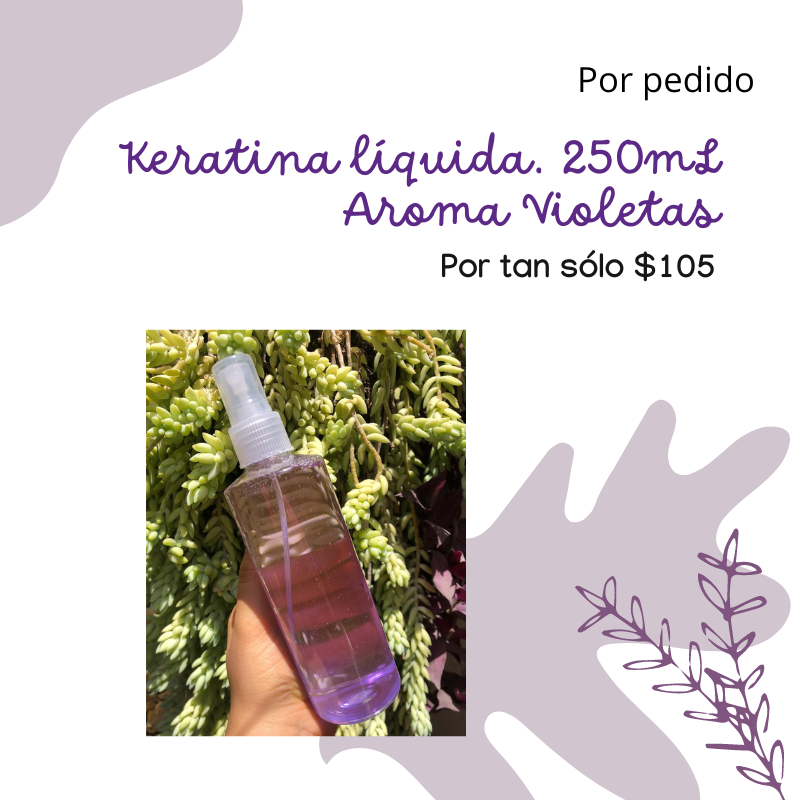 Por pedido
Keratina líquida. 250mL
Aroma Violetas
Por tan sólo $105